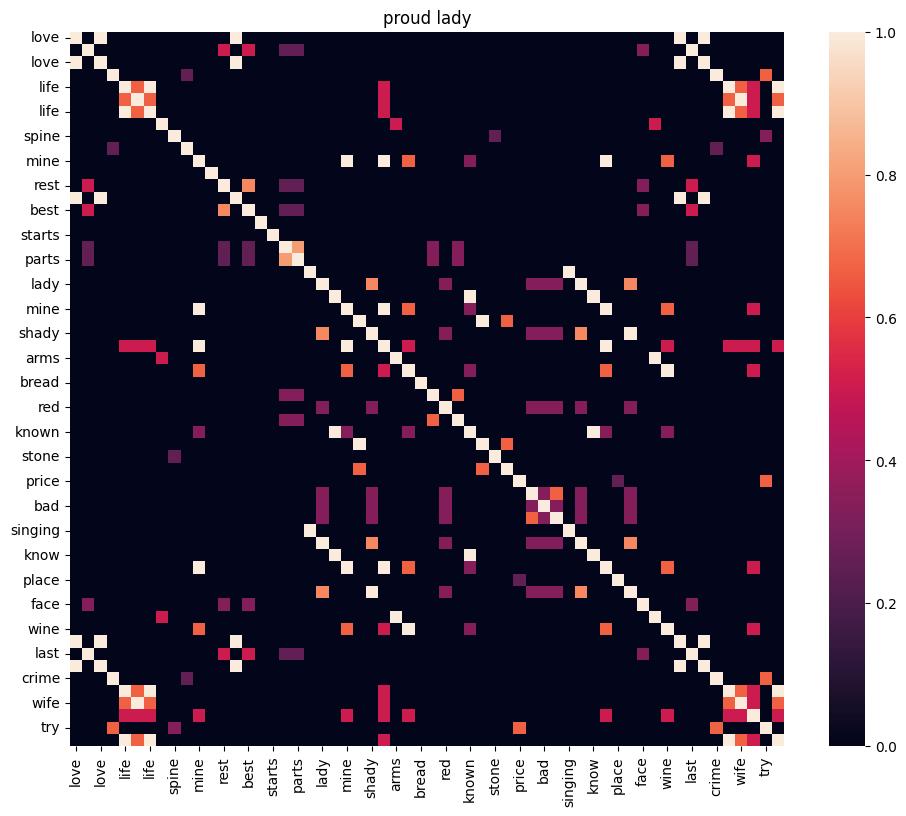 proud lady
love
love
life
life
spine
mine
rest
best
starts
parts
lady
mine
shady
arms
bread
red
known
stone
price
bad
singing
know
place
face
wine
last
crime
wife
try
love
love
life
life
spine
mine
rest
best
starts
parts
lady
mine
shady
arms
bread
red
known
stone
price
bad
singing
know
place
face
wine
last
crime
wife
try
1.0
0.8
0.6
0.4
0.2
0.0